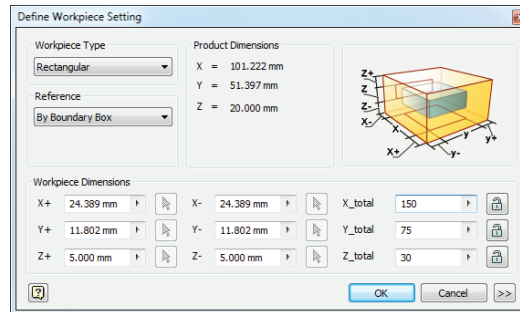 Define Workpiece Setting
Workpiece Type
Rectangular
Reference
By Boundary Box
Product Dimensions
X = 101.222 mm
Y = 51.397 mm
Z = 20.000 mm
Z+
Z
Z-
X-
X
X+
y
y+
y-
Workpiece Dimensions
X+ 24.389 mm X- 24.389 mm X_total 150
Y+ 11.802 mm Y- 11.802 mm Y_total 75
Z+ 5.000 mm Z- 5.000 mm Z_total 30
? OK Cancel >>